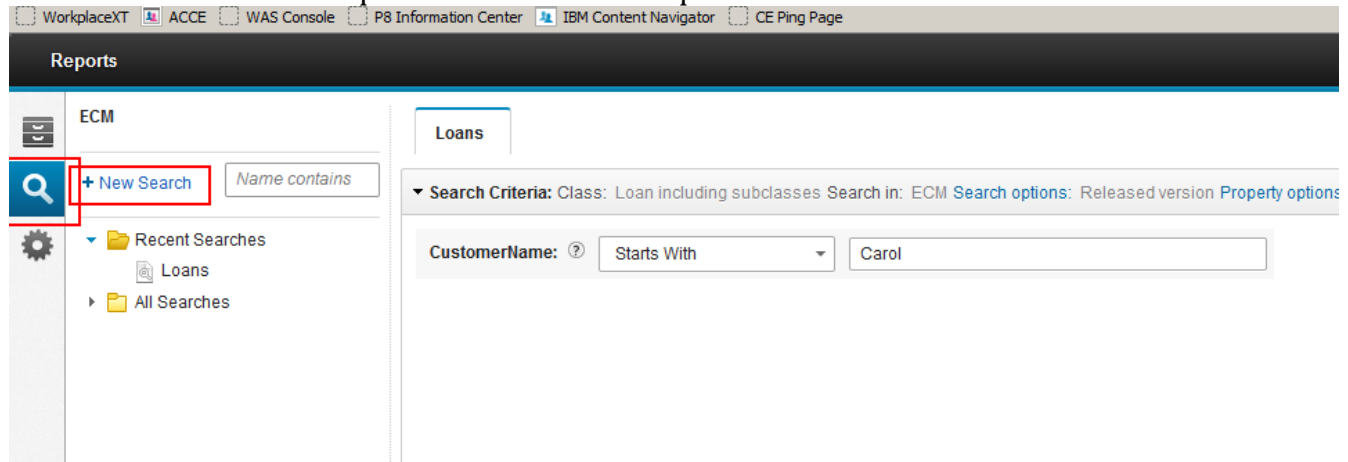 WorkplaceXT ACCE WAS Console P8 Information Center IBM Content Navigator CE Ping Page
Reports
ECM
Loans
+ New Search Name contains
Search Criteria: Class: Loan including subclasses Search in: ECM Search options: Released version Property options
Recent Searches
CustomerName: ? Starts With Carol
Loans
All Searches